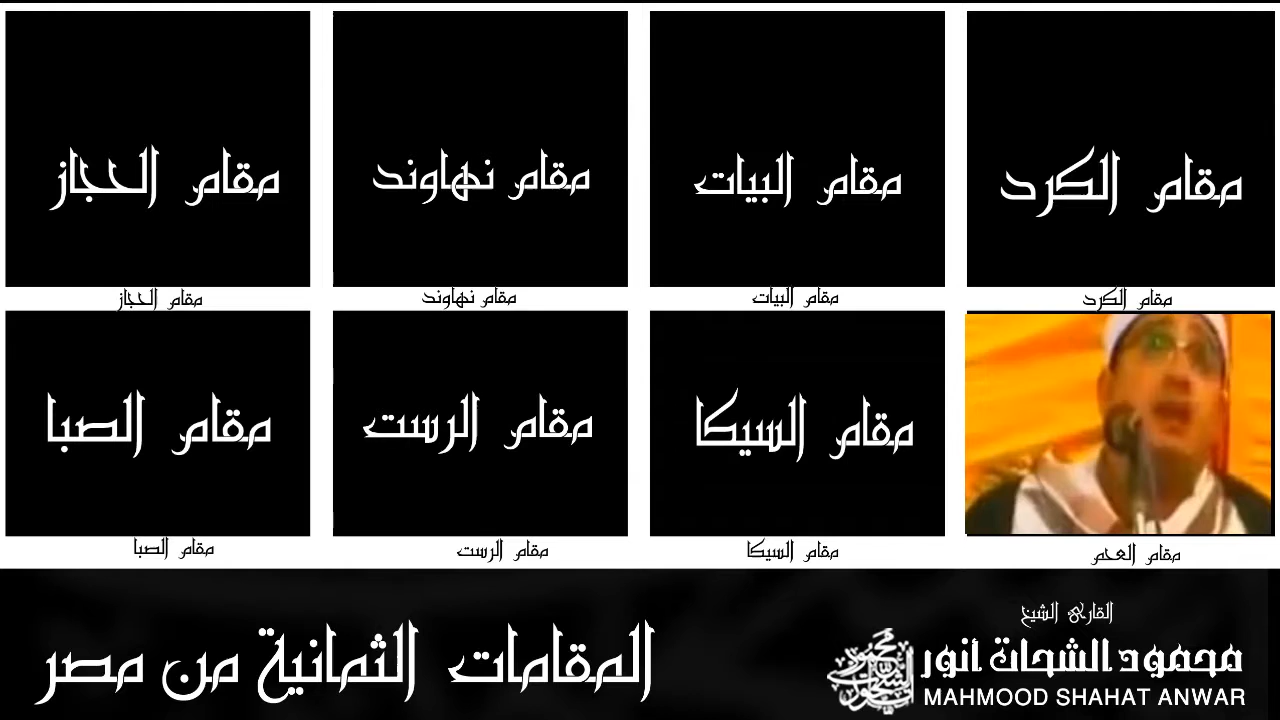 مقام الكرد
مقام البيات
مقام نهاوند
مقام الحجاز
مقام الكرد
مقام البيات
مقام نهاوند
مقام الحجاز
مقام السيكا
مقام الرست
مقام الصبا
مقام العجم
مقام السيكا
مقام الرست
مقام الصبا
القارئ الشيخ
محمود الشحات أنور
MAHMOOD SHAHAT ANWAR
المقامات الثمانية من مصر